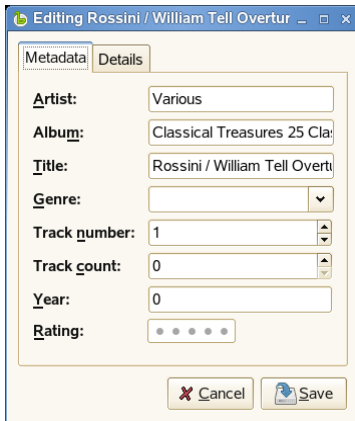 Editing Rossini / William Tell Overtur
Metadata Details
Artist: Various
Album: Classical Treasures 25 Clas
Title: Rossini / William Tell Overtu
Genre:
Track number: 1
Track count: 0
Year: 0
Rating:
Cancel Save